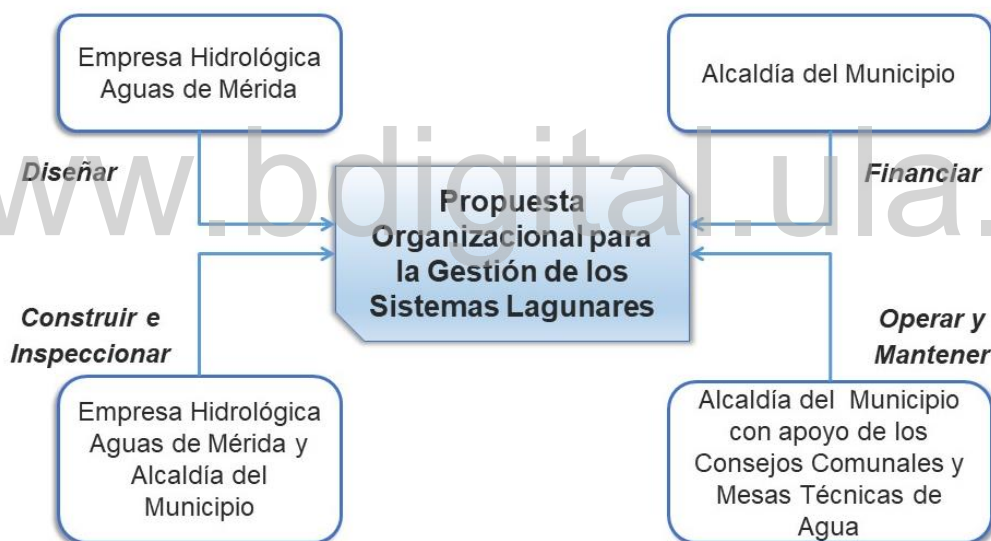 Empresa Hidrológica
Aguas de Mérida
Alcaldía del Municipio
Diseñar
Financiar
www.bdigital.ula.
Propuesta
Organizacional para
la Gestión de los
Sistemas Lagunares
Construir e
Inspeccionar
Operar y
Mantener
Empresa Hidrológica
Aguas de Mérida y
Alcaldía del
Municipio
Alcaldía del Municipio
con apoyo de los
Consejos Comunales y
Mesas Técnicas de
Agua